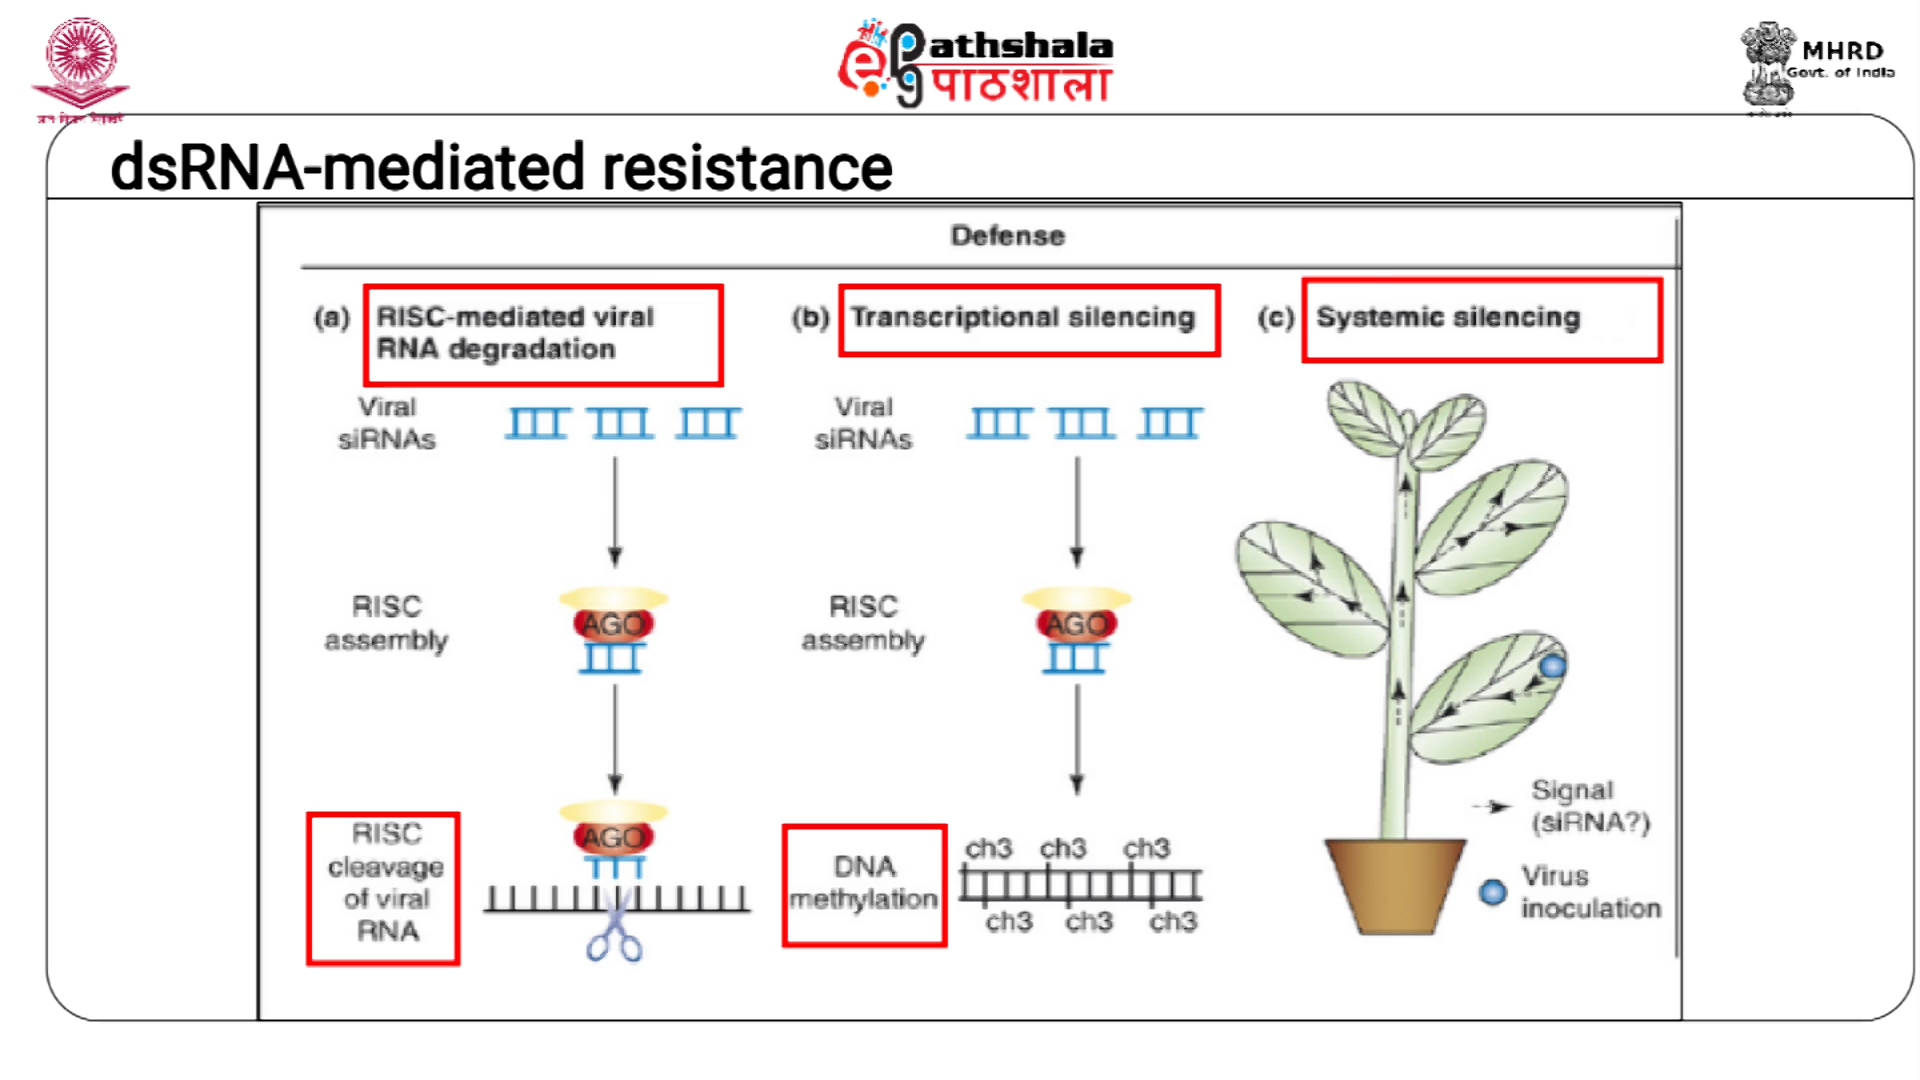 athshala
पाठशाला
MHRD
Govt. of India
dsRNA-mediated resistance
Defense
(a) RISC-mediated viral
RNA degradation
Viral
siRNAs
RISC
assembly
AGO
AGO
RISC
cleavage
of viral
RNA
(b) Transcriptional silencing
Viral
siRNAs
RISC
assembly
AGO
DNA
methylation
ch3 ch3 ch3
ch3 ch3 ch3
(c) Systemic silencing
Signal
(siRNA?)
Virus
inoculation